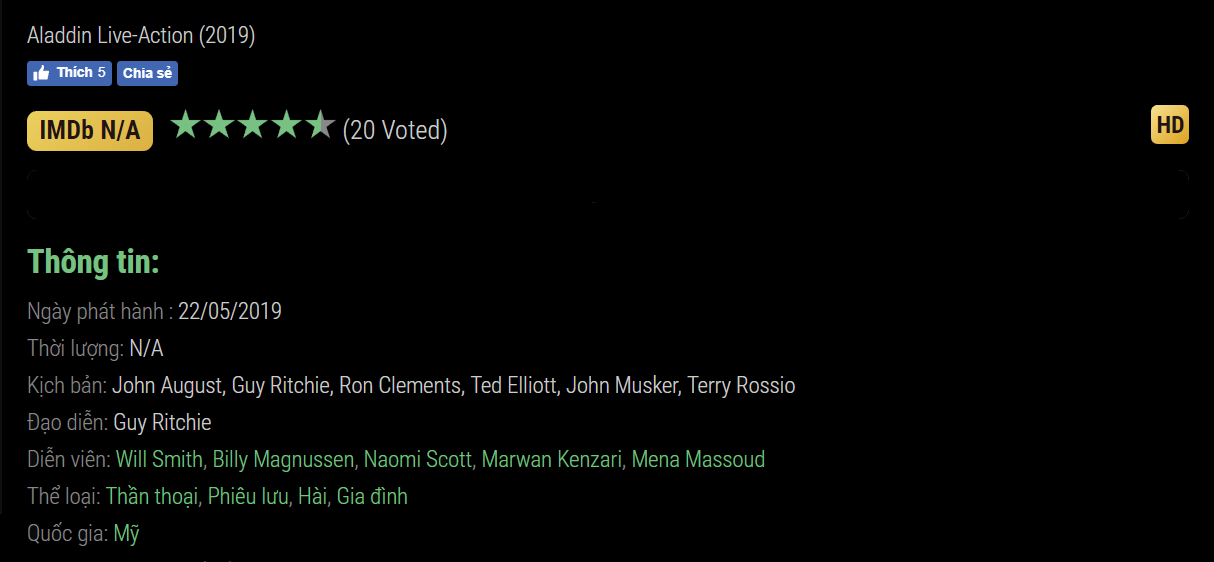 Aladdin Live-Action (2019)
Thích 5 Chia sẻ
IMDb N/A (20 Voted) HD
Thông tin:
Ngày phát hành : 22/05/2019
Thời lượng: N/A
Kịch bản: John August, Guy Ritchie, Ron Clements, Ted Elliott, John Musker, Terry Rossio
Đạo diễn: Guy Ritchie
Diễn viên: Will Smith, Billy Magnussen, Naomi Scott, Marwan Kenzari, Mena Massoud
Thể loại: Thần thoại, Phiêu lưu, Hài, Gia đình
Quốc gia: Mỹ